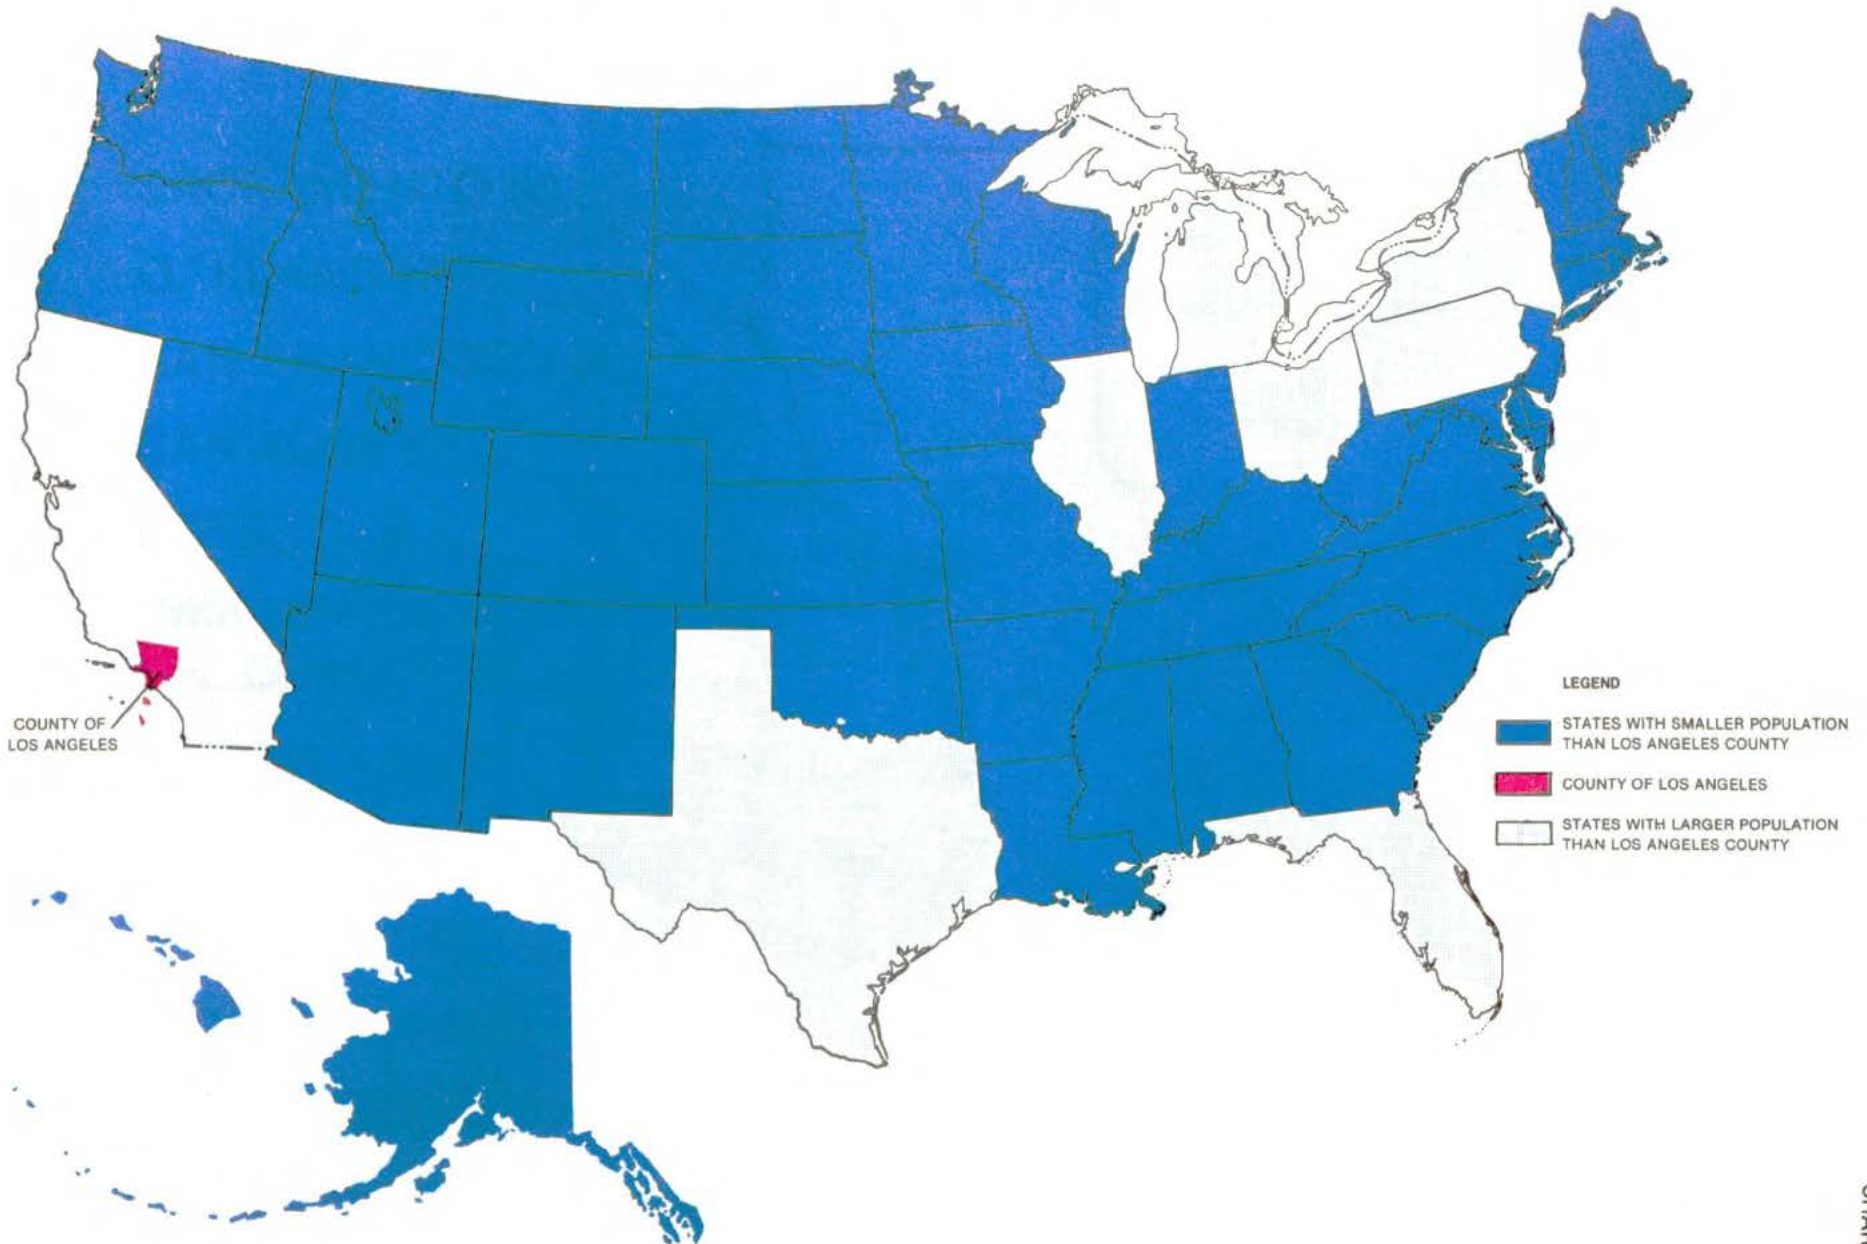 COUNTY OF
LOS ANGELES
LEGEND
STATES WITH SMALLER POPULATION
THAN LOS ANGELES COUNTY
COUNTY OF LOS ANGELES
STATES WITH LARGER POPULATION
THAN LOS ANGELES COUNTY